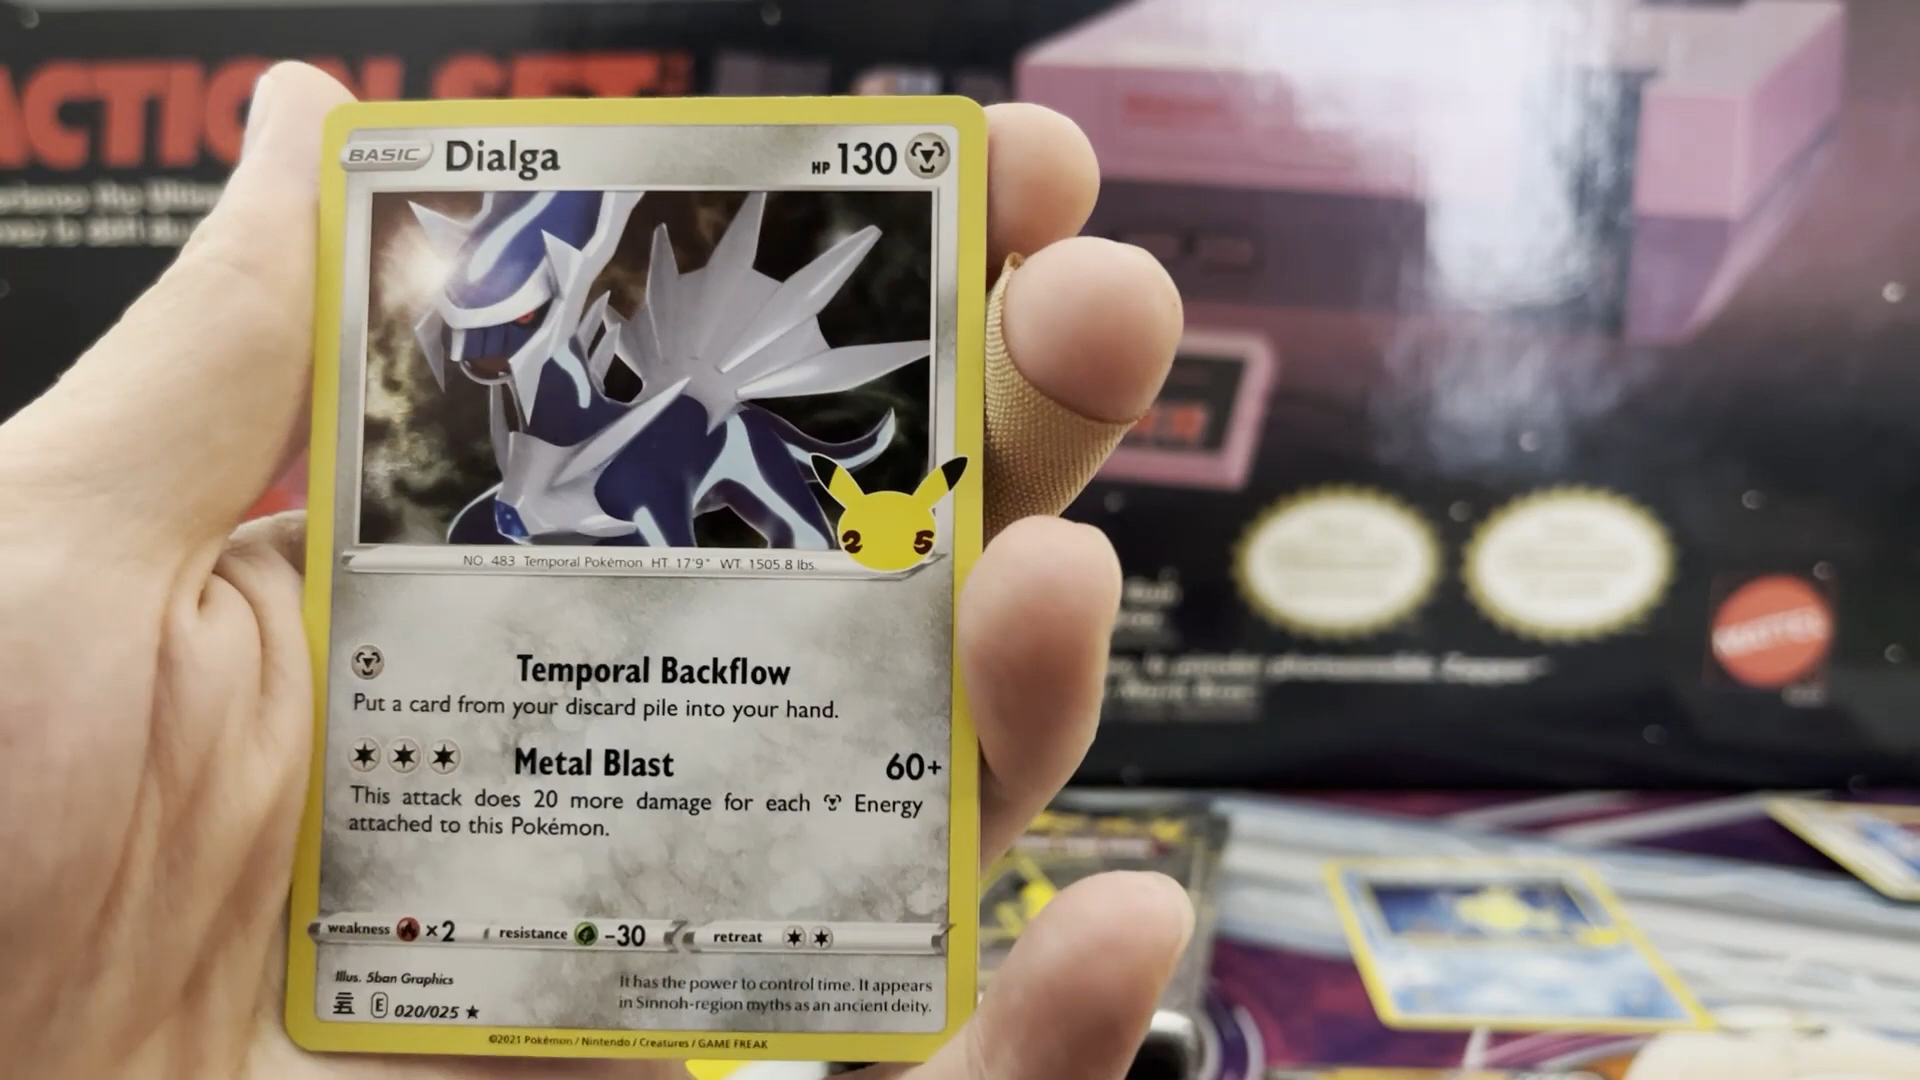 ACTION SET
BASIC Dialga HP 130
2 5
NO. 483 Temporal Pokémon HT. 17'9" WT. 1505.8 lbs.
Temporal Backflow
Put a card from your discard pile into your hand.
Metal Blast 60+
This attack does 20 more damage for each Energy
attached to this Pokémon.
weakness ×2 resistance -30 retreat
Illus. 5ban Graphics
It has the power to control time. It appears
in Sinnoh-region myths as an ancient deity.
E 020/025 ★
©2021 Pokémon / Nintendo / Creatures / GAME FREAK
MATTEL